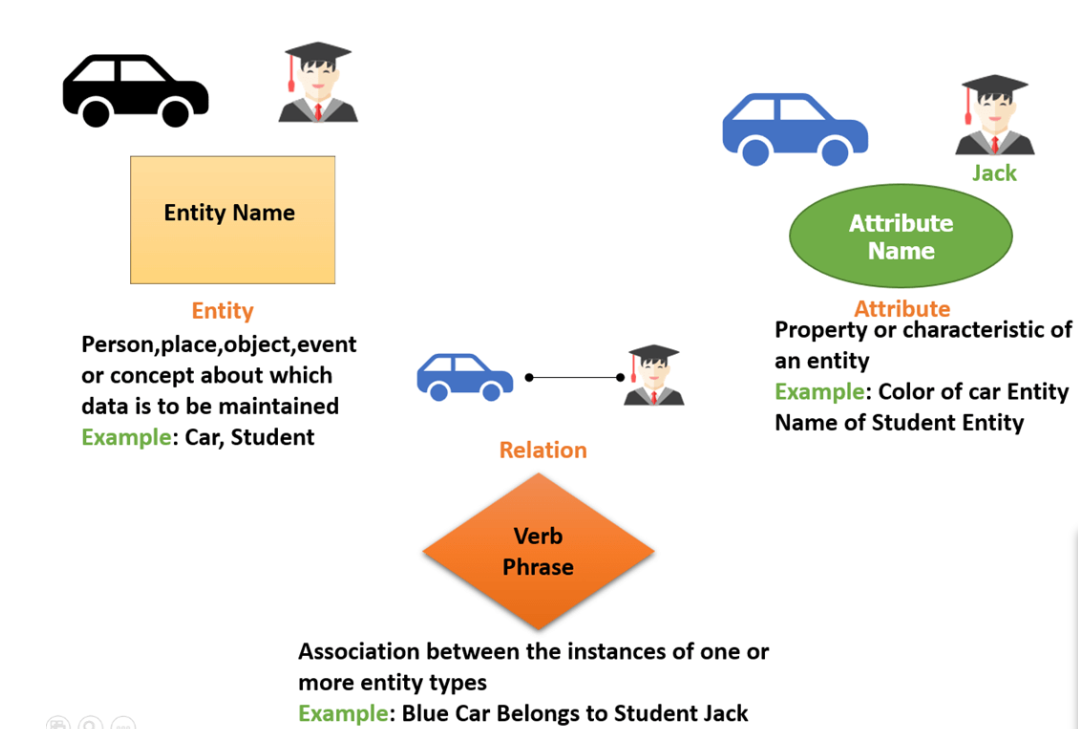 Entity Name
Entity
Person,place,object,event
or concept about which
data is to be maintained
Example: Car, Student
Jack
Attribute
Name
Attribute
Property or characteristic of
an entity
Example: Color of car Entity
Name of Student Entity
Relation
Verb
Phrase
Association between the instances of one or
more entity types
Example: Blue Car Belongs to Student Jack